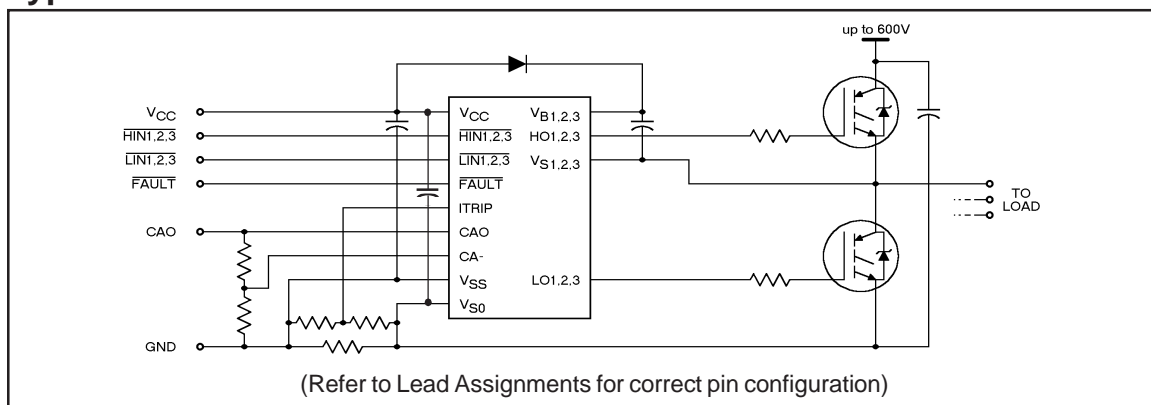 up to 600V
VCC
HIN1,2,3
LIN1,2,3
FAULT
CAO
GND
VCC
HIN1,2,3
LIN1,2,3
FAULT
ITRIP
CAO
CA-
VSS
VS0
VB1,2,3
HO1,2,3
VS1,2,3
LO1,2,3
TO
LOAD
(Refer to Lead Assignments for correct pin configuration)